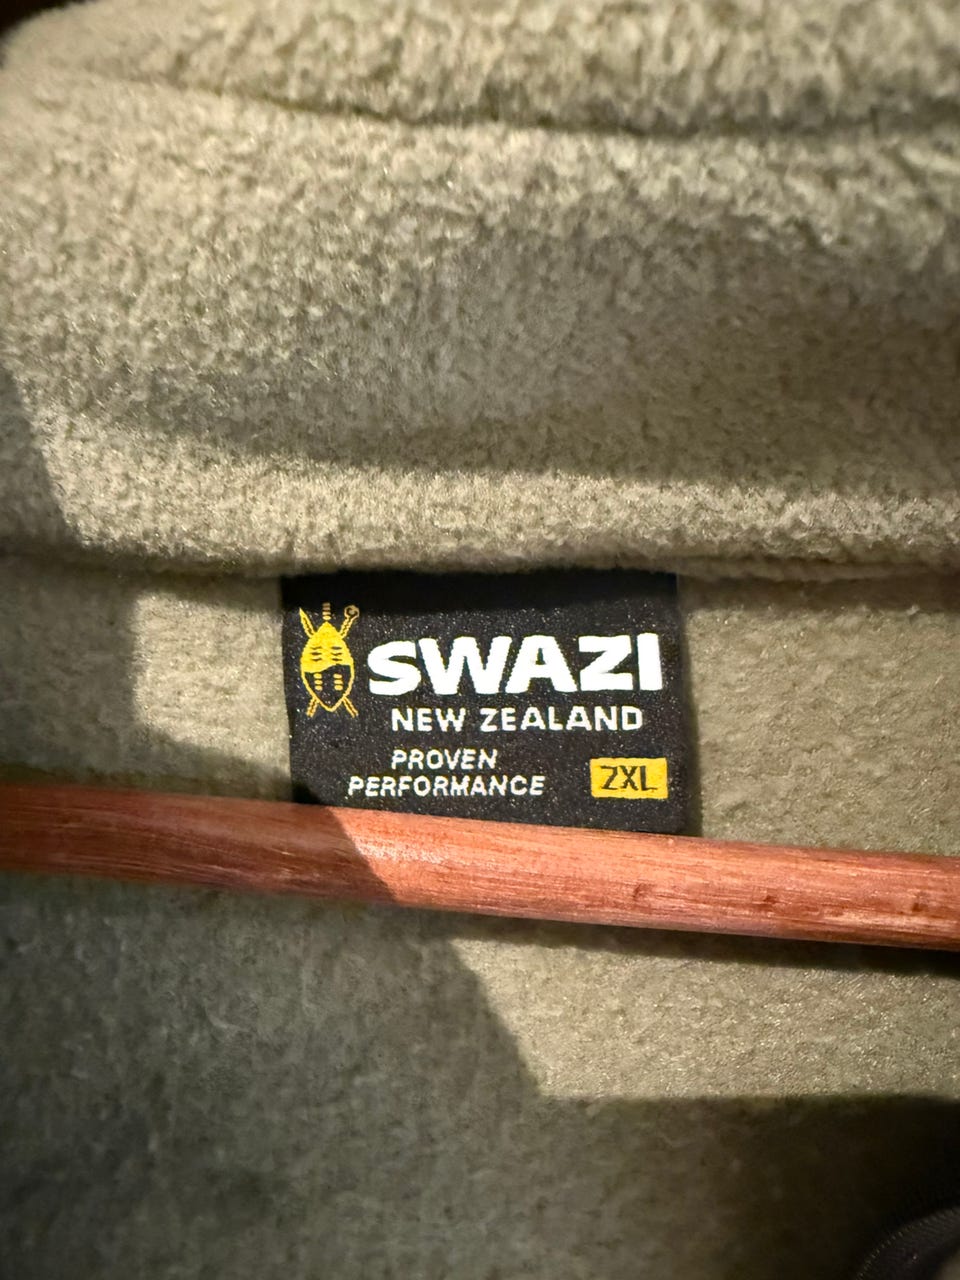 SWAZI
NEW ZEALAND
PROVEN
PERFORMANCE
2XL